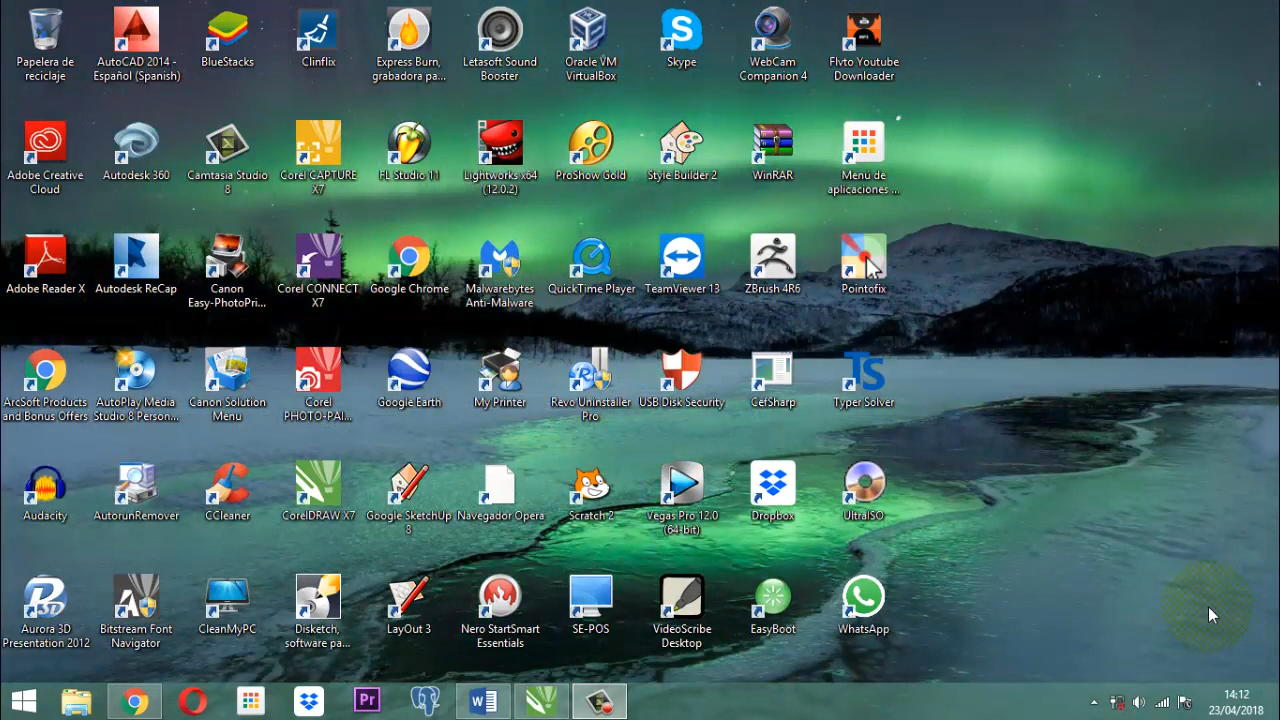 Papelera de
reciclaje
AutoCAD 2014 -
Español (Spanish)
BlueStacks
Clinflix
Express Burn,
grabadora pa...
Letasoft Sound
Booster
Oracle VM
VirtualBox
Skype
WebCam
Companion 4
Flvto Youtube
Downloader
Adobe Creative
Cloud
Autodesk 360
Camtasia Studio
8
Corel CAPTURE
X7
FL Studio 11
Lightworks x64
(12.0.2)
ProShow Gold
Style Builder 2
WinRAR
Menú de
aplicaciones ...
Adobe Reader X
Autodesk ReCap
Canon
Easy-PhotoPri...
Corel CONNECT
X7
Google Chrome
Malwarebytes
Anti-Malware
QuickTime Player
TeamViewer 13
ZBrush 4R6
Pointofix
ArcSoft Products
and Bonus Offers
AutoPlay Media
Studio 8 Person...
Canon Solution
Menu
Corel
PHOTO-PAI...
Google Earth
My Printer
Revo Uninstaller
Pro
USB Disk Security
CefSharp
Ts
Typer Solver
Audacity
AutorunRemover
CCleaner
CorelDRAW X7
Google SketchUp
8
Navegador Opera
Scratch 2
Vegas Pro 12.0
(64-bit)
Dropbox
UltraISO
Aurora 3D
Presentation 2012
Bitstream Font
Navigator
CleanMyPC
Disketch,
software pa...
LayOut 3
Nero StartSmart
Essentials
SE-POS
VideoScribe
Desktop
EasyBoot
WhatsApp
Pr
14:12
23/04/2018